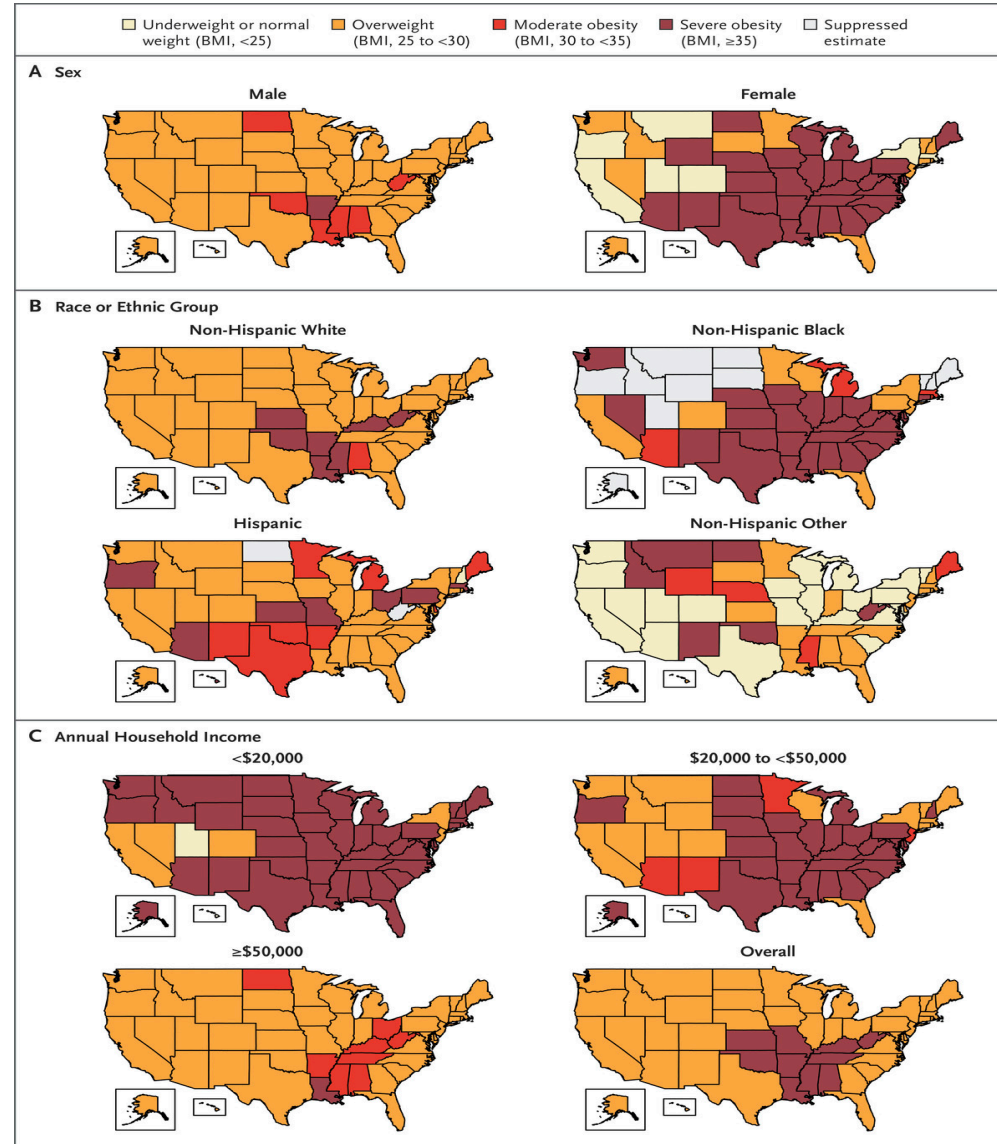 Underweight or normal weight (BMI, <25)
Overweight (BMI, 25 to <30)
Moderate obesity (BMI, 30 to <35)
Severe obesity (BMI, ≥35)
Suppressed estimate
A Sex
Male
Female
B Race or Ethnic Group
Non-Hispanic White
Non-Hispanic Black
Hispanic
Non-Hispanic Other
C Annual Household Income
<$20,000
$20,000 to <$50,000
≥$50,000
Overall